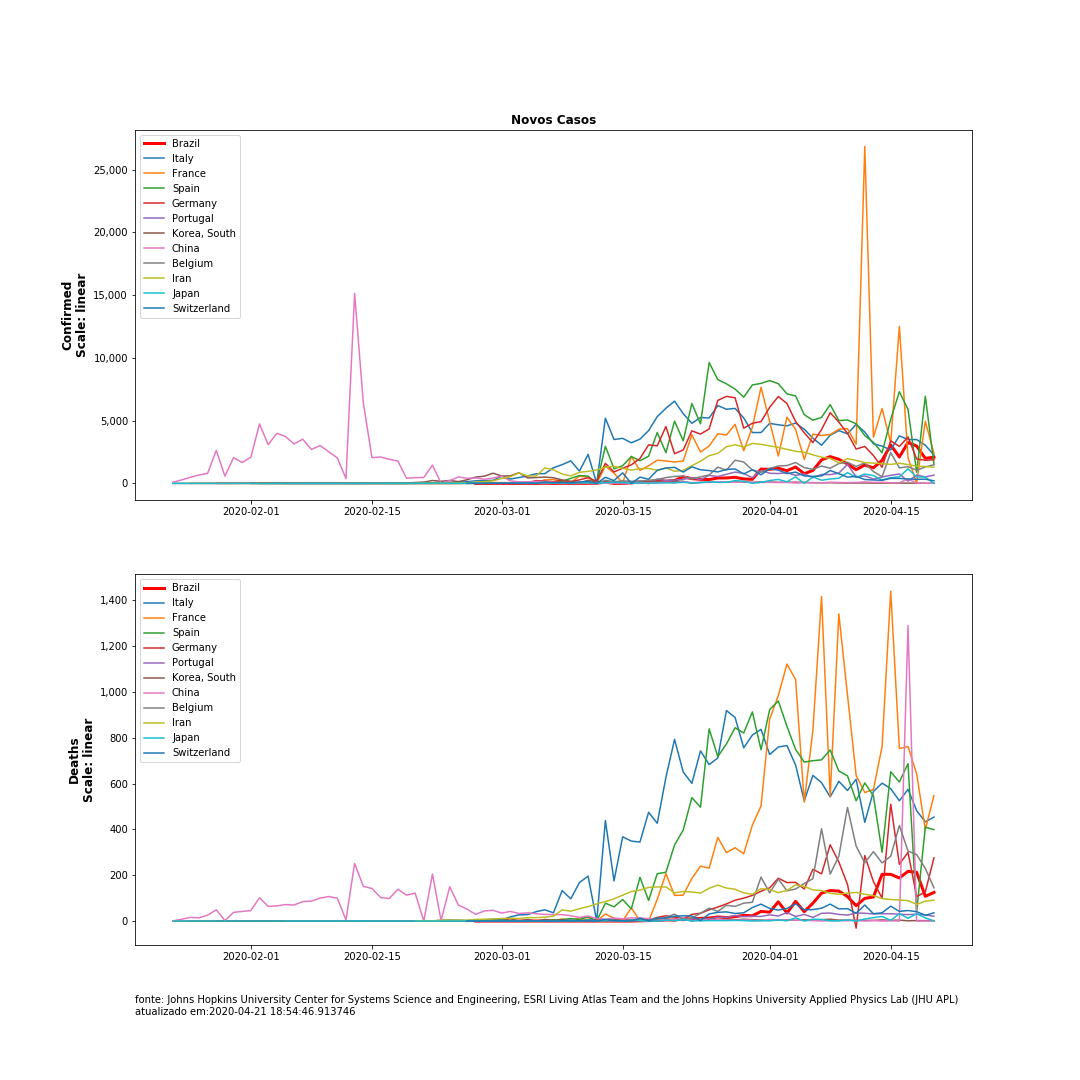 Novos Casos
Confirmed
Scale: linear
25,000
20,000
15,000
10,000
5,000
0
Brazil
Italy
France
Spain
Germany
Portugal
Korea, South
China
Belgium
Iran
Japan
Switzerland
2020-02-01
2020-02-15
2020-03-01
2020-03-15
2020-04-01
2020-04-15
Deaths
Scale: linear
1,400
1,200
1,000
800
600
400
200
0
Brazil
Italy
France
Spain
Germany
Portugal
Korea, South
China
Belgium
Iran
Japan
Switzerland
2020-02-01
2020-02-15
2020-03-01
2020-03-15
2020-04-01
2020-04-15
fonte: Johns Hopkins University Center for Systems Science and Engineering, ESRI Living Atlas Team and the Johns Hopkins University Applied Physics Lab (JHU APL)
atualizado em:2020-04-21 18:54:46.913746